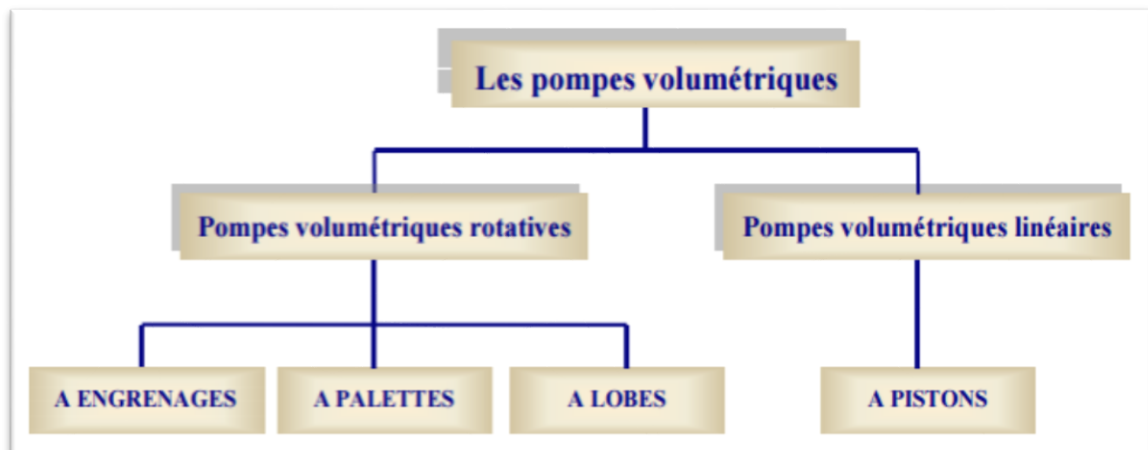 Les pompes volumétriques
Pompes volumétriques rotatives
Pompes volumétriques linéaires
A ENGRENAGES
A PALETTES
A LOBES
A PISTONS